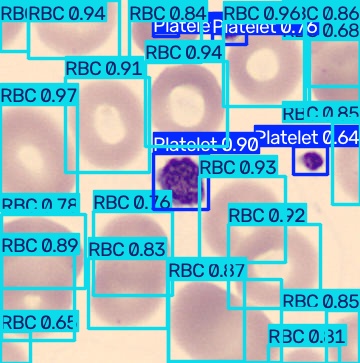 RBC 0.94
RBC 0.84
RBC 0.96
0.86
Platelet 0.76
0.68
RBC 0.94
RBC 0.91
RBC 0.97
0.85
Platelet 0.90
Platelet 0.64
RBC 0.93
RBC 0.78
RBC 0.76
RBC 0.92
RBC 0.89
RBC 0.83
RBC 0.87
RBC 0.85
RBC 0.65
RBC 0.81